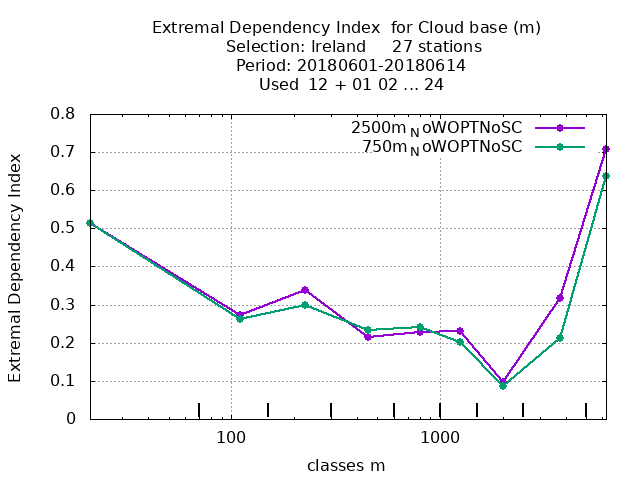 Extremal Dependency Index  for Cloud base (m)
Selection: Ireland     27 stations
Period: 20180601-20180614
Used  12 + 01 02 ... 24
2500m_NoWOPTNoSC
750m_NoWOPTNoSC
Extremal Dependency Index
0.8
0.7
0.6
0.5
0.4
0.3
0.2
0.1
0
100
1000
classes m